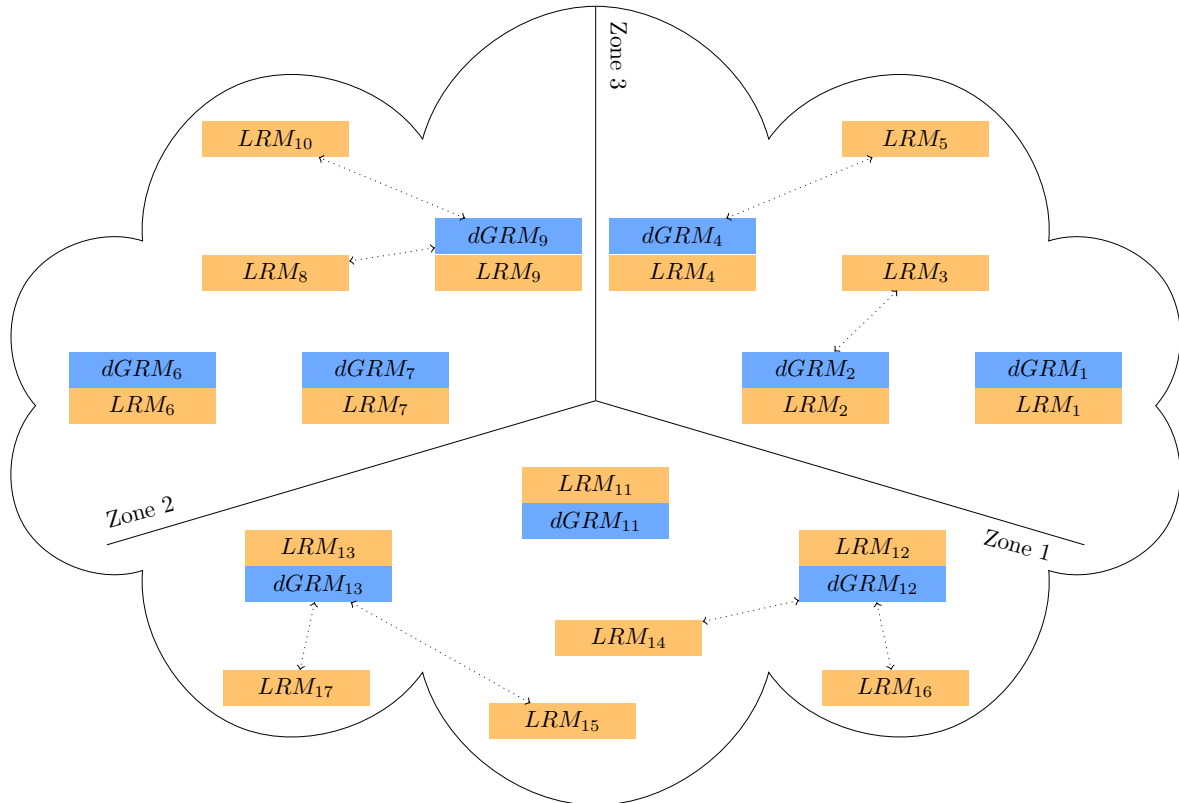 Zone 3
LRM₁₀
LRM₅
dGRM₉
LRM₉
dGRM₄
LRM₄
LRM₈
LRM₃
dGRM₆
LRM₆
dGRM₇
LRM₇
dGRM₂
LRM₂
dGRM₁
LRM₁
LRM₁₁
dGRM₁₁
Zone 2
Zone 1
LRM₁₃
dGRM₁₃
LRM₁₂
dGRM₁₂
LRM₁₄
LRM₁₇
LRM₁₆
LRM₁₅